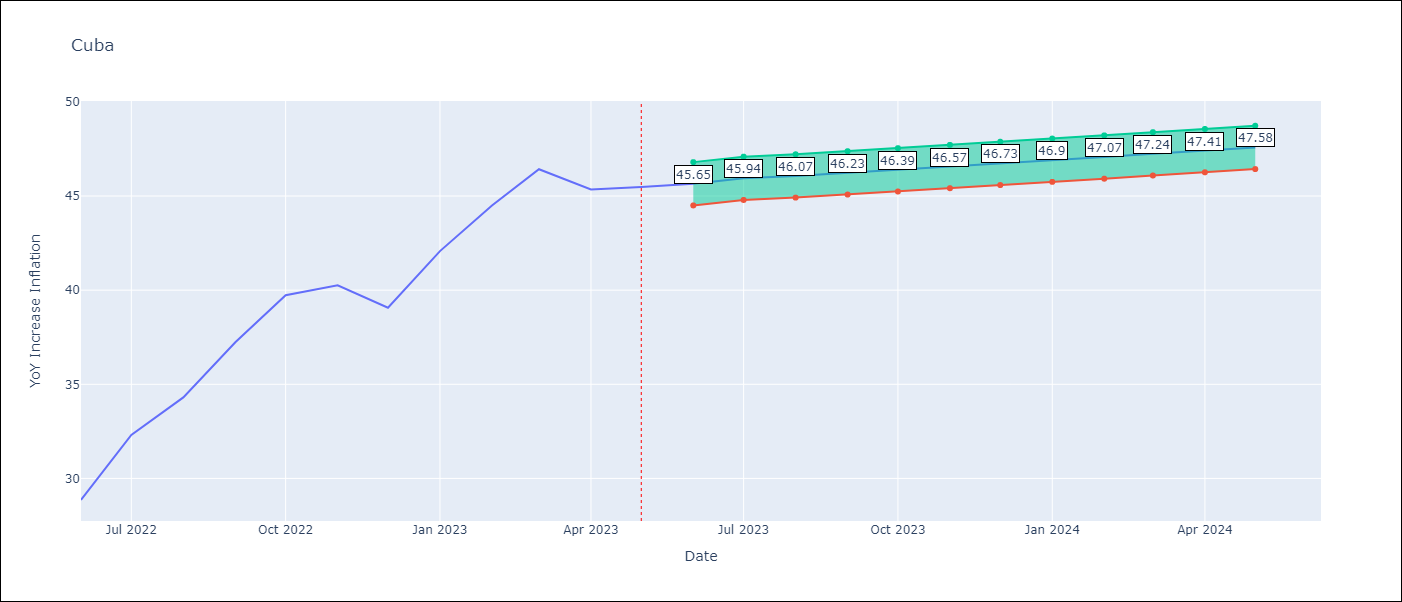 Cuba
50
45
40
35
30
YoY Increase Inflation
45.65
45.94
46.07
46.23
46.39
46.57
46.73
46.9
47.07
47.24
47.41
47.58
Jul 2022
Oct 2022
Jan 2023
Apr 2023
Jul 2023
Oct 2023
Jan 2024
Apr 2024
Date